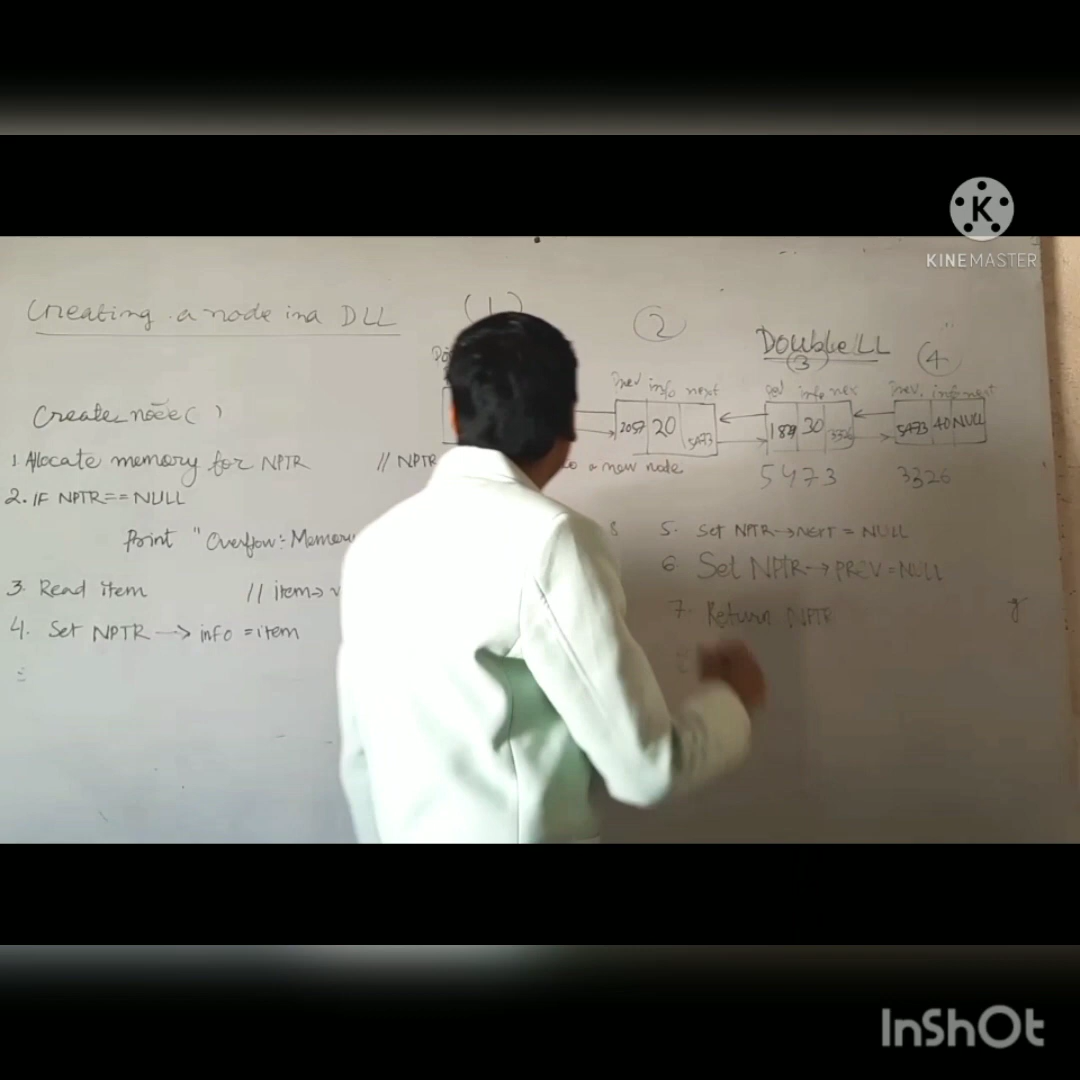 KINEMASTER
Creating a node in a DLL
(1)
2
Double LL
3
4
Prev info next
info nex
Prev. info next
2057 20 5473
30 3326
5473 40 NULL
5473
3326
Create node( )
1. Allocate memory for NPTR // NPTR
to a new node
2. IF NPTR == NULL
Print " Overflow: Memory
3. Read item // item →
4. Set NPTR → info = item
5. Set NPTR → NEXT = NULL
6. Set NPTR → PREV = NULL
7. Return NPTR
InShOt